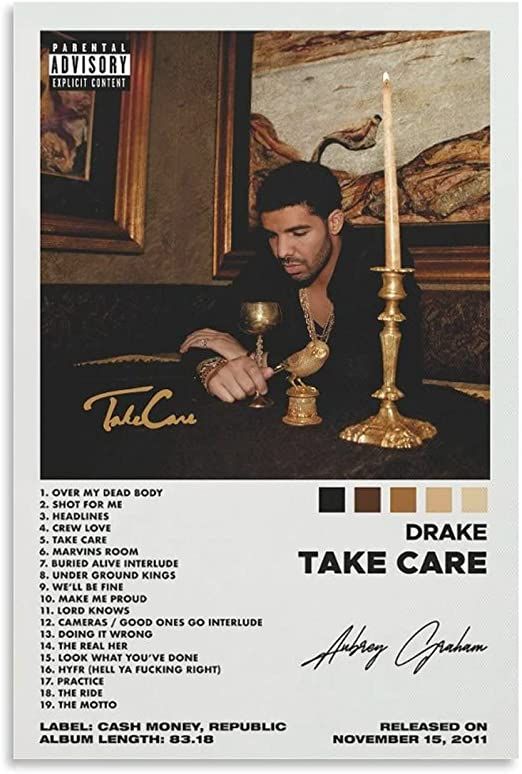 PARENTAL
ADVISORY
EXPLICIT CONTENT
Take Care
1. OVER MY DEAD BODY
2. SHOT FOR ME
3. HEADLINES
4. CREW LOVE
5. TAKE CARE
6. MARVINS ROOM
7. BURIED ALIVE INTERLUDE
8. UNDER GROUND KINGS
9. WE'LL BE FINE
10. MAKE ME PROUD
11. LORD KNOWS
12. CAMERAS / GOOD ONES GO INTERLUDE
13. DOING IT WRONG
14. THE REAL HER
15. LOOK WHAT YOU'VE DONE
16. HYFR (HELL YA FUCKING RIGHT)
17. PRACTICE
18. THE RIDE
19. THE MOTTO
DRAKE
TAKE CARE
Aubrey Graham
LABEL: CASH MONEY, REPUBLIC
ALBUM LENGTH: 83.18
RELEASED ON
NOVEMBER 15, 2011